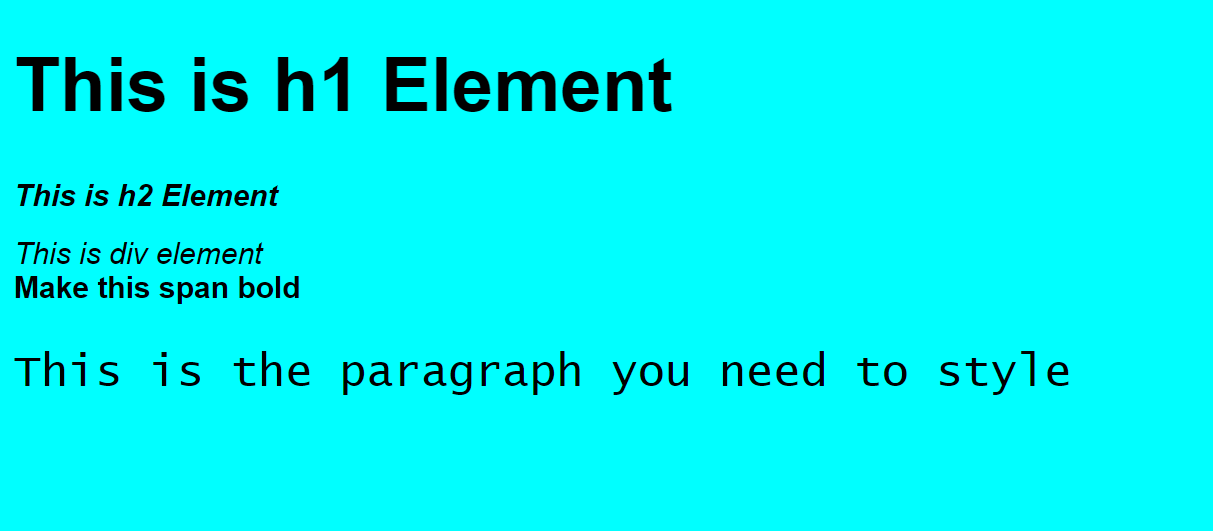 This is h1 Element
This is h2 Element
This is div element
Make this span bold
This is the paragraph you need to style